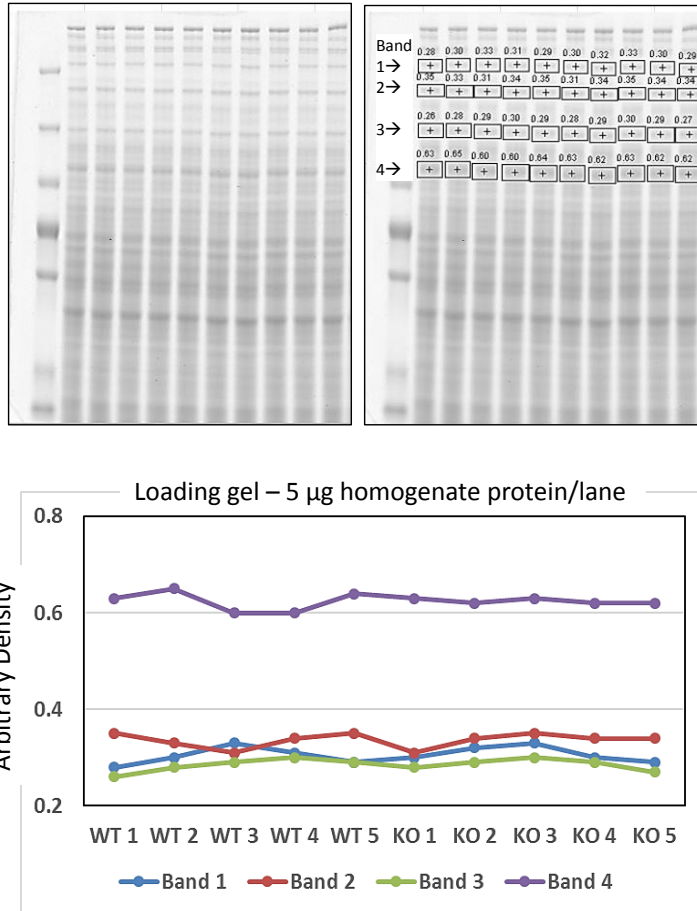 Band
0.28 0.30 0.33 0.31 0.29 0.30 0.32 0.33 0.30 0.29
1→
0.35 0.33 0.31 0.34 0.35 0.31 0.34 0.35 0.34 0.34
2→
0.26 0.28 0.29 0.30 0.29 0.28 0.29 0.30 0.29 0.27
3→
0.63 0.65 0.60 0.60 0.64 0.63 0.62 0.63 0.62 0.62
4→
Loading gel – 5 µg homogenate protein/lane
Arbitrary Density
0.8
0.6
0.4
0.2
WT 1 WT 2 WT 3 WT 4 WT 5 KO 1 KO 2 KO 3 KO 4 KO 5
Band 1 Band 2 Band 3 Band 4